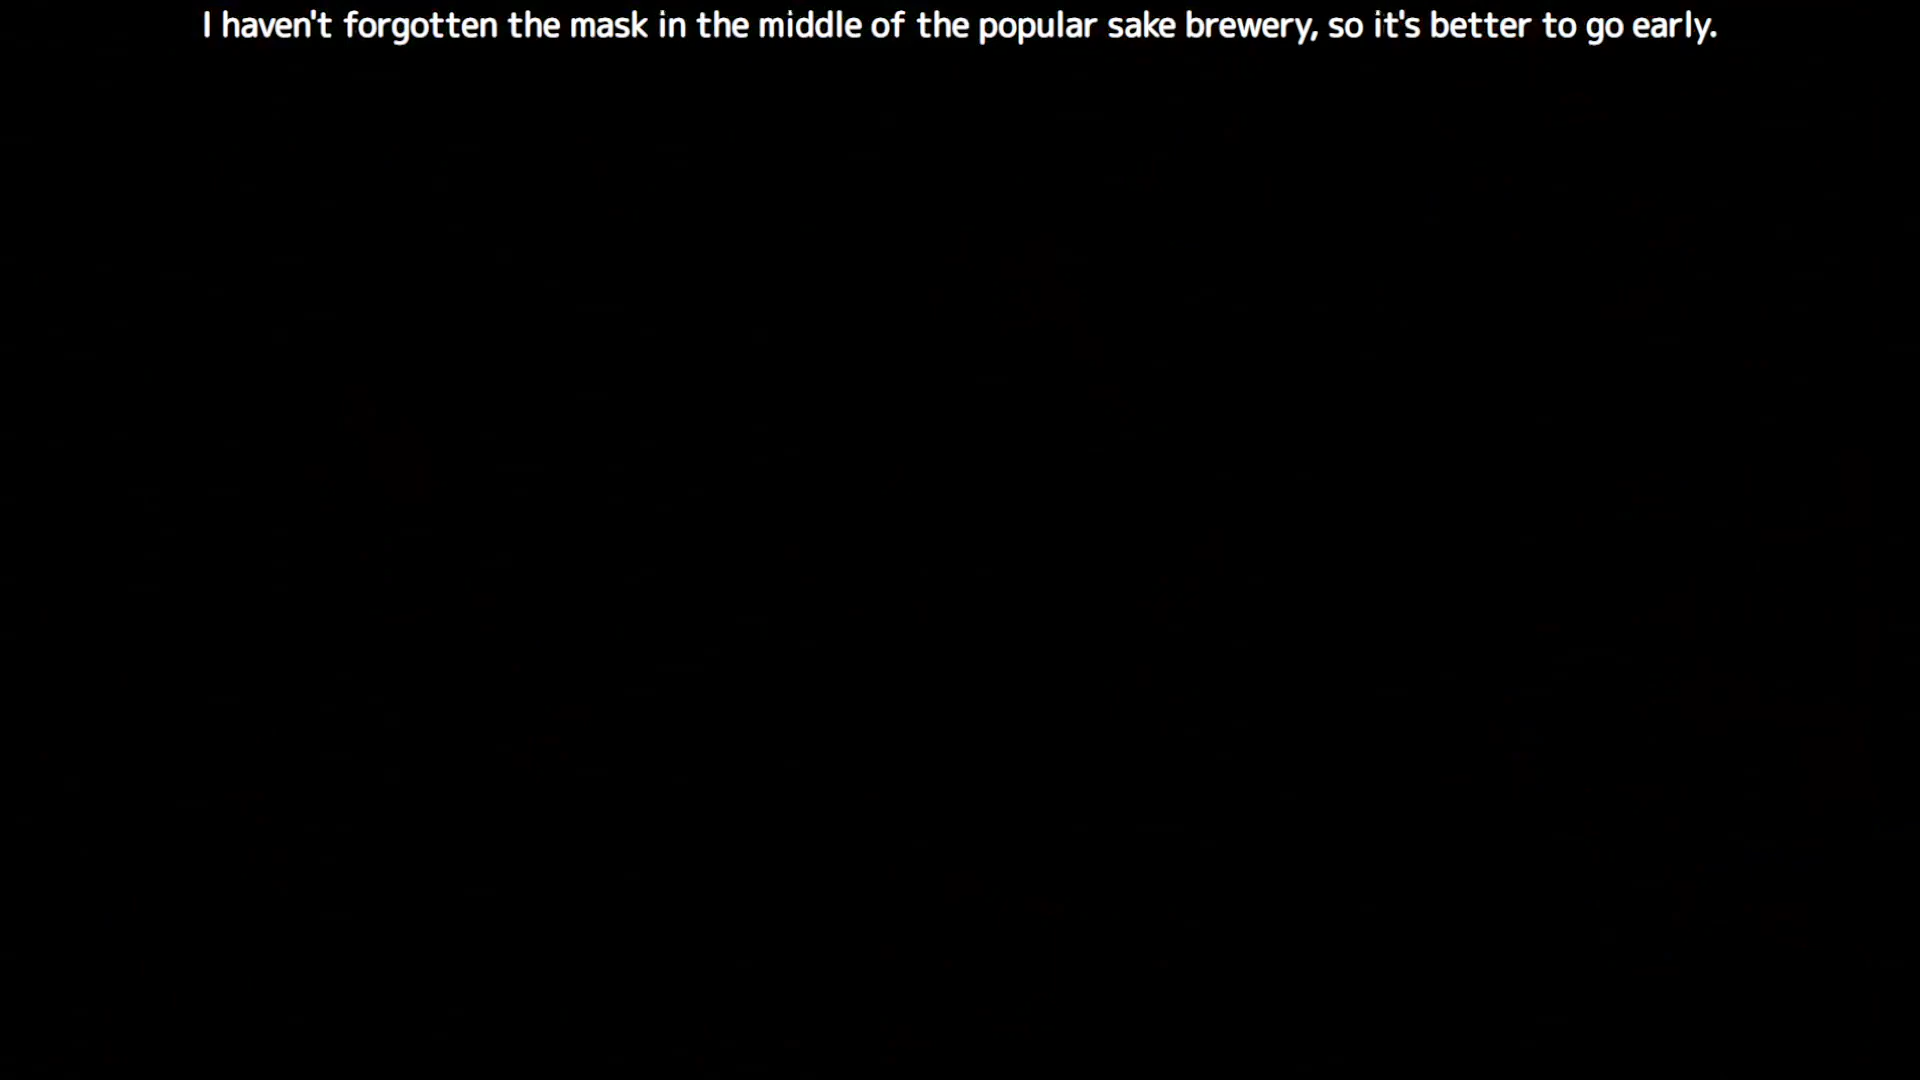 I haven't forgotten the mask in the middle of the popular sake brewery, so it's better to go early.